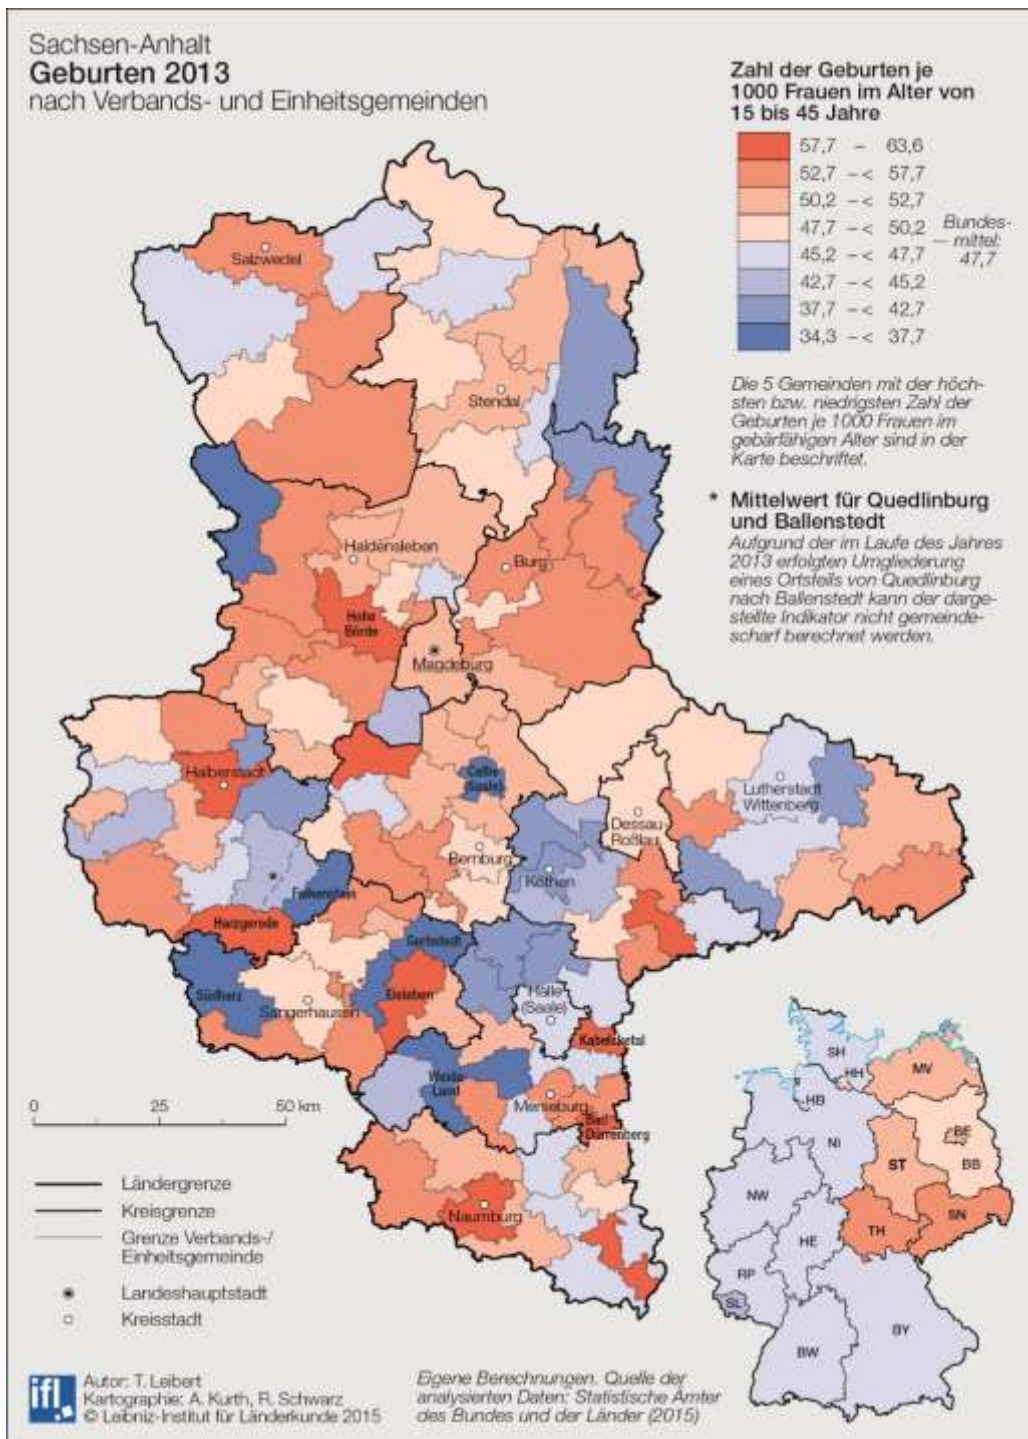 Sachsen-Anhalt
Geburten 2013
nach Verbands- und Einheitsgemeinden
Zahl der Geburten je
1000 Frauen im Alter von
15 bis 45 Jahre
57,7 – 63,6
52,7 –< 57,7
50,2 –< 52,7
47,7 –< 50,2
45,2 –< 47,7
42,7 –< 45,2
37,7 –< 42,7
34,3 –< 37,7
Bundes-
mittel:
47,7
Die 5 Gemeinden mit der höch-
sten bzw. niedrigsten Zahl der
Geburten je 1000 Frauen im
gebärfähigen Alter sind in der
Karte beschriftet.
* Mittelwert für Quedlinburg
und Ballenstedt
Aufgrund der im Laufe des Jahres
2013 erfolgten Umgliederung
eines Ortsteils von Quedlinburg
nach Ballenstedt kann der darge-
stellte Indikator nicht gemeinde-
scharf berechnet werden.
Salzwedel
Stendal
Haldensleben
Burg
Hohe
Börde
Magdeburg
Halberstadt
Calbe
(Saale)
Lutherstadt
Wittenberg
Dessau
Roßlau
Bernburg
Köthen
*
Falkenstein
Harzgerode
Gerbstedt
Südharz
Sangerhausen
Eisleben
Halle
(Saale)
Kabelsketal
Weida-
Land
Merseburg
Bad
Dürrenberg
Naumburg
0 25 50 km
Ländergrenze
Kreisgrenze
Grenze Verbands-/
Einheitsgemeinde
Landeshauptstadt
Kreisstadt
SH
HH
MV
HB
NI
BE
BB
ST
NW
SN
TH
HE
RP
SL
BY
BW
ifl.
Autor: T. Leibert
Kartographie: A. Kurth, R. Schwarz
© Leibniz-Institut für Länderkunde 2015
Eigene Berechnungen. Quelle der
analysierten Daten: Statistische Ämter
des Bundes und der Länder (2015)